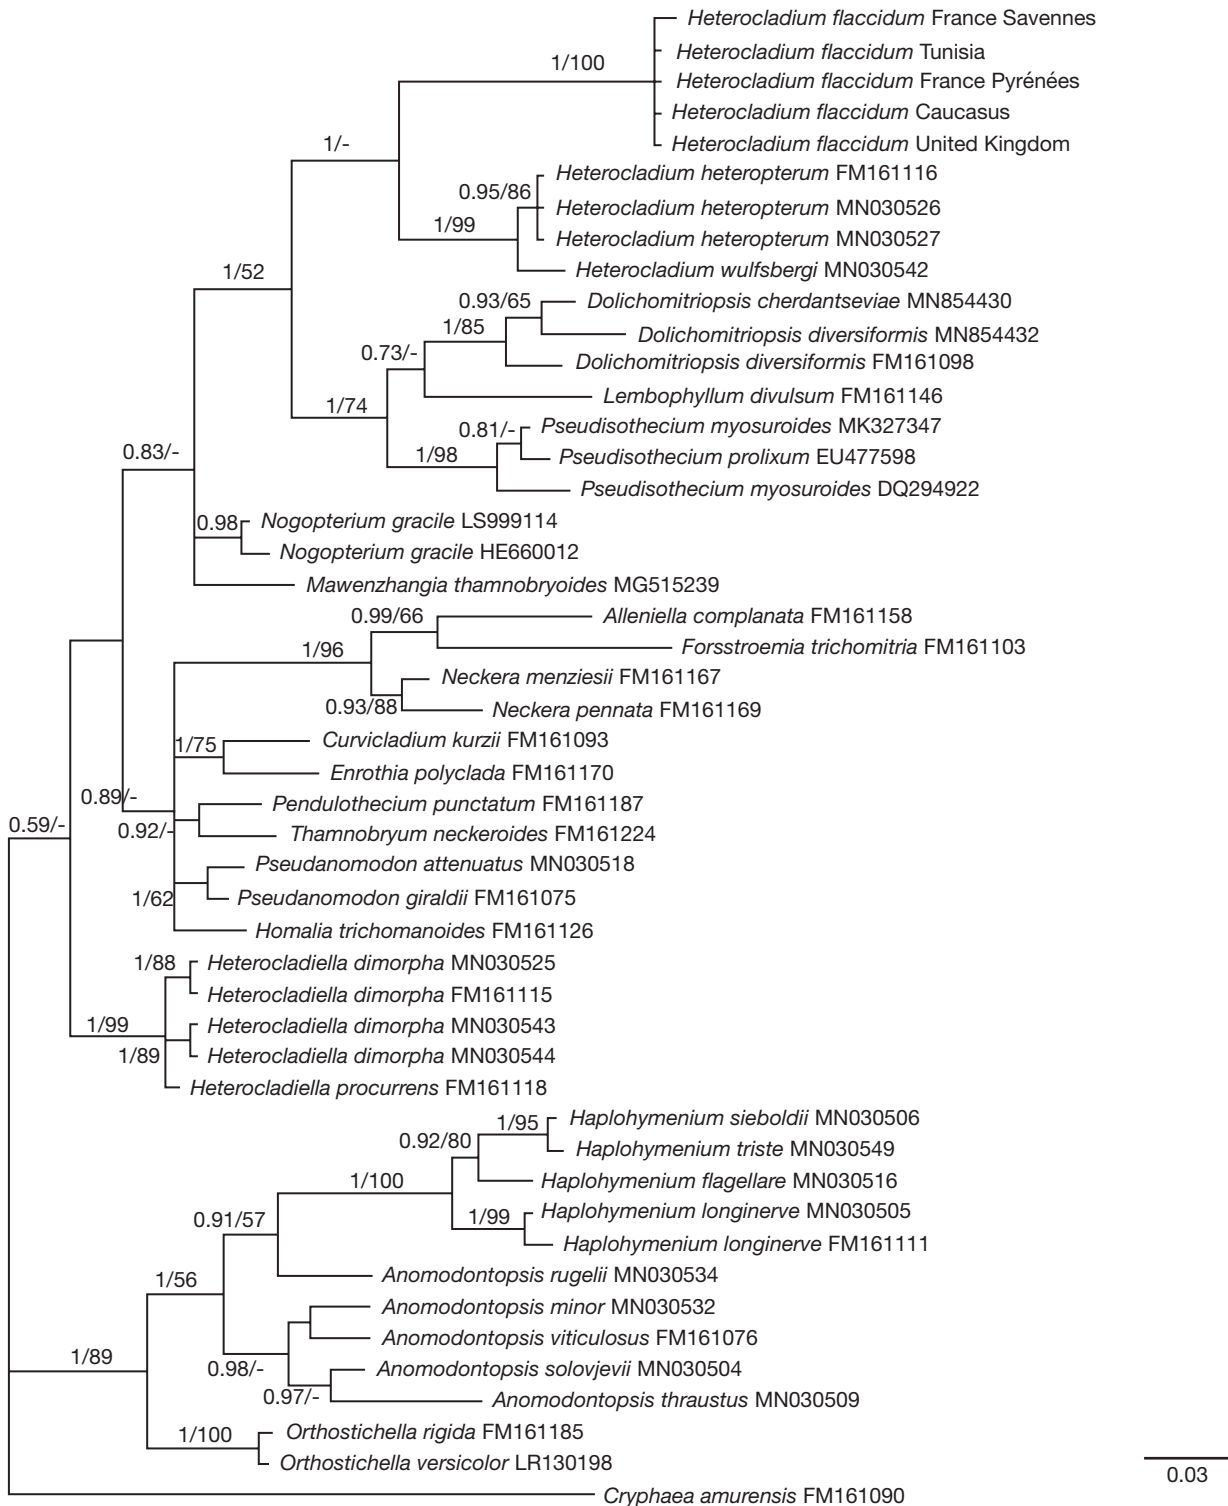 Heterocladium flaccidum France Savennes
Heterocladium flaccidum Tunisia
1/100
Heterocladium flaccidum France Pyrénées
Heterocladium flaccidum Caucasus
Heterocladium flaccidum United Kingdom
1/-
Heterocladium heteropterum FM161116
0.95/86
Heterocladium heteropterum MN030526
1/99
Heterocladium heteropterum MN030527
Heterocladium wulfsbergi MN030542
1/52
0.93/65
Dolichomitriopsis cherdantseviae MN854430
1/85
Dolichomitriopsis diversiformis MN854432
0.73/-
Dolichomitriopsis diversiformis FM161098
Lembophyllum divulsum FM161146
1/74
0.81/-
Pseudisothecium myosuroides MK327347
1/98
Pseudisothecium prolixum EU477598
0.83/-
Pseudisothecium myosuroides DQ294922
0.98
Nogopterium gracile LS999114
Nogopterium gracile HE660012
Mawenzhangia thamnobryoides MG515239
0.99/66
Alleniella complanata FM161158
1/96
Forsstroemia trichomitria FM161103
Neckera menziesii FM161167
0.93/88
Neckera pennata FM161169
1/75
Curvicladium kurzii FM161093
Enrothia polyclada FM161170
0.89/-
Pendulothecium punctatum FM161187
0.59/-
0.92/-
Thamnobryum neckeroides FM161224
Pseudanomodon attenuatus MN030518
1/62
Pseudanomodon giraldii FM161075
Homalia trichomanoides FM161126
1/88
Heterocladiella dimorpha MN030525
Heterocladiella dimorpha FM161115
1/99
Heterocladiella dimorpha MN030543
1/89
Heterocladiella dimorpha MN030544
Heterocladiella procurrens FM161118
1/95
Haplohymenium sieboldii MN030506
0.92/80
Haplohymenium triste MN030549
1/100
Haplohymenium flagellare MN030516
0.91/57
1/99
Haplohymenium longinerve MN030505
Haplohymenium longinerve FM161111
1/56
Anomodontopsis rugelii MN030534
Anomodontopsis minor MN030532
Anomodontopsis viticulosus FM161076
1/89
0.98/-
Anomodontopsis solovjevii MN030504
0.97/-
Anomodontopsis thraustus MN030509
1/100
Orthostichella rigida FM161185
Orthostichella versicolor LR130198
0.03
Cryphaea amurensis FM161090